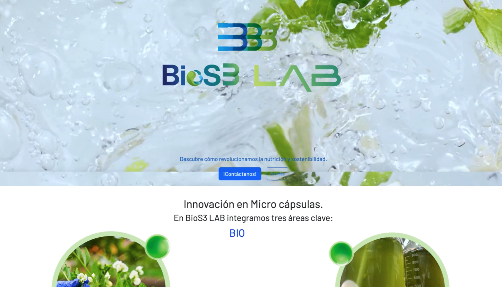 BioS3 LAB
Descubre cómo revolucionamos la nutrición y sostenibilidad.
¡Contáctanos!
Innovación en Micro cápsulas.
En BioS3 LAB integramos tres áreas clave:
BIO